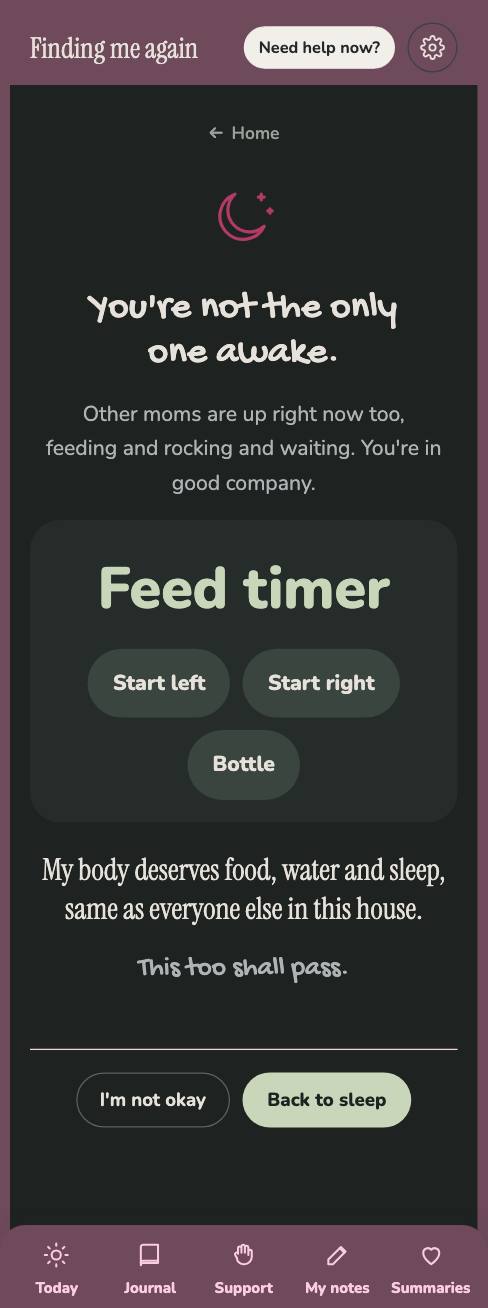 Finding me again
Need help now?
← Home
You're not the only
one awake.
Other moms are up right now too,
feeding and rocking and waiting. You're in
good company.
Feed timer
Start left
Start right
Bottle
My body deserves food, water and sleep,
same as everyone else in this house.
This too shall pass.
I'm not okay
Back to sleep
Today
Journal
Support
My notes
Summaries